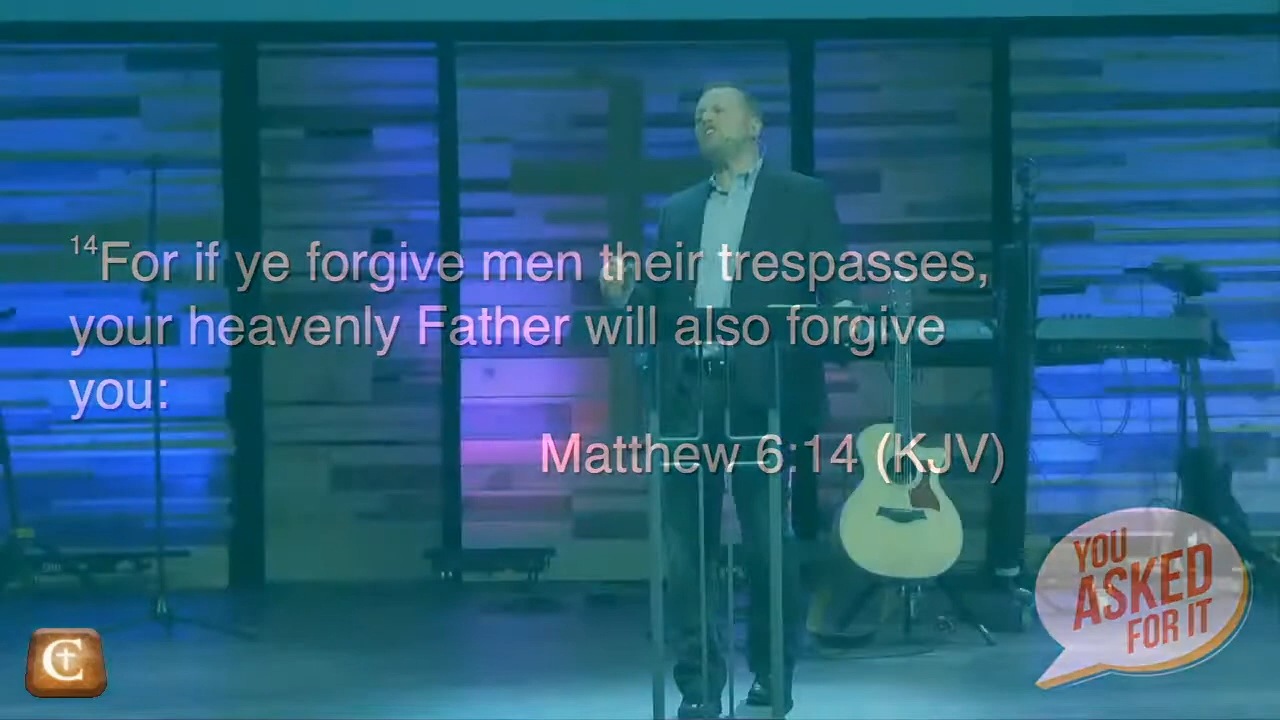 14For if ye forgive men their trespasses,
your heavenly Father will also forgive
you:
Matthew 6:14 (KJV)
YOU
ASKED
FOR IT
C